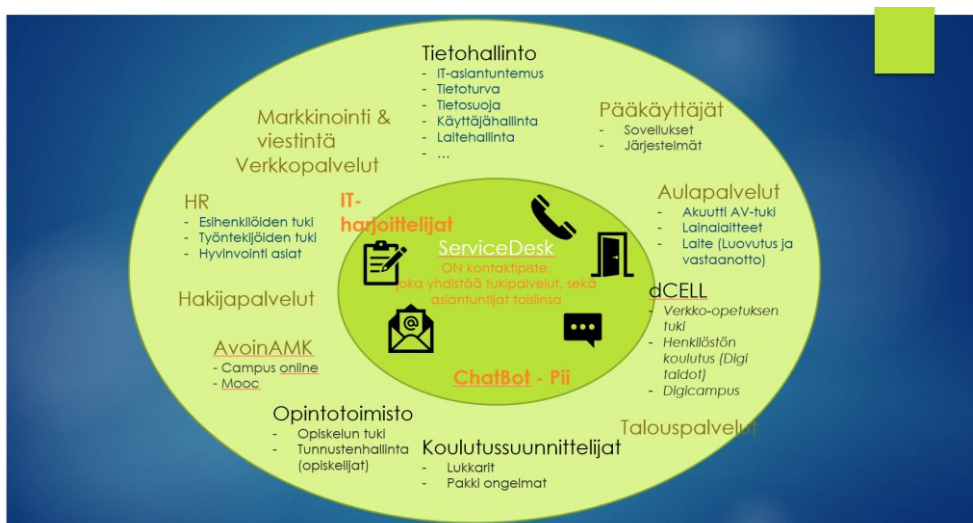 Tietohallinto
- IT-asiantuntemus
- Tietoturva
- Tietosuoja
- Käyttäjähallinta
- Laitehallinta
- ...
Markkinointi &
viestintä
Verkkopalvelut
Pääkäyttäjät
- Sovellukset
- Järjestelmät
HR
- Esihenkilöiden tuki
- Työntekijöiden tuki
- Hyvinvointi asiat
IT-
harjoittelijat
Aulapalvelut
- Akuutti AV-tuki
- Lainalaitteet
- Laite (Luovutus ja
vastaanotto)
ServiceDesk
ON kontaktipiste,
joka yhdistää tukipalvelut, sekä
asiantuntijat toisiinsa
Hakijapalvelut
dCELL
- Verkko-opetuksen
tuki
- Henkilöstön
koulutus (Digi
taidot)
- Digicampus
AvoinAMK
- Campus online
- Mooc
@
ChatBot - Pii
Opintotoimisto
- Opiskelun tuki
- Tunnustenhallinta
(opiskelijat)
Koulutussuunnittelijat
- Lukkarit
- Pakki ongelmat
Talouspalvelut